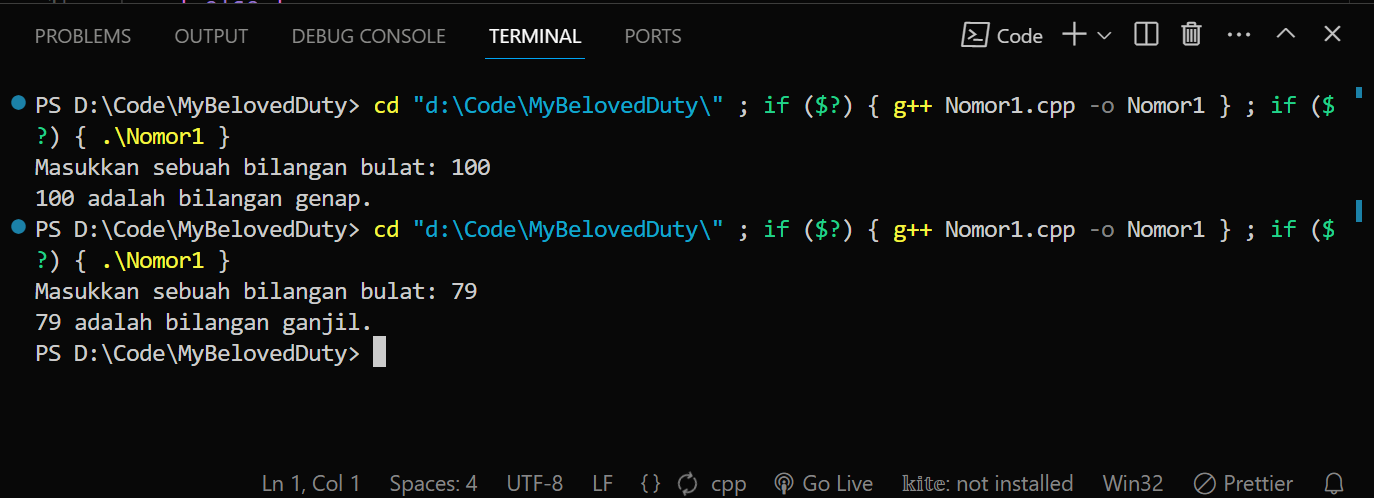 PROBLEMS OUTPUT DEBUG CONSOLE TERMINAL PORTS Code
PS D:\Code\MyBelovedDuty> cd "d:\Code\MyBelovedDuty\" ; if ($?) { g++ Nomor1.cpp -o Nomor1 } ; if ($
?) { .\Nomor1 }
Masukkan sebuah bilangan bulat: 100
100 adalah bilangan genap.
PS D:\Code\MyBelovedDuty> cd "d:\Code\MyBelovedDuty\" ; if ($?) { g++ Nomor1.cpp -o Nomor1 } ; if ($
?) { .\Nomor1 }
Masukkan sebuah bilangan bulat: 79
79 adalah bilangan ganjil.
PS D:\Code\MyBelovedDuty>
Ln 1, Col 1 Spaces: 4 UTF-8 LF {} cpp Go Live kite: not installed Win32 Prettier